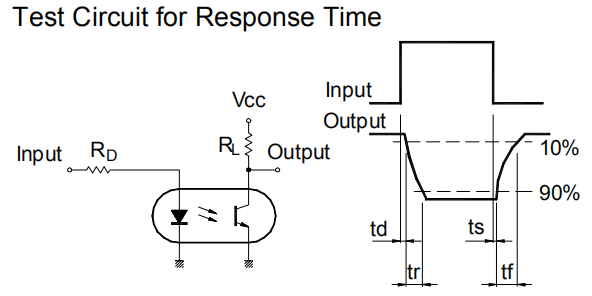 Test Circuit for Response Time
Vcc
Input RD RL Output
Input
Output
10%
90%
td ts
tr tf